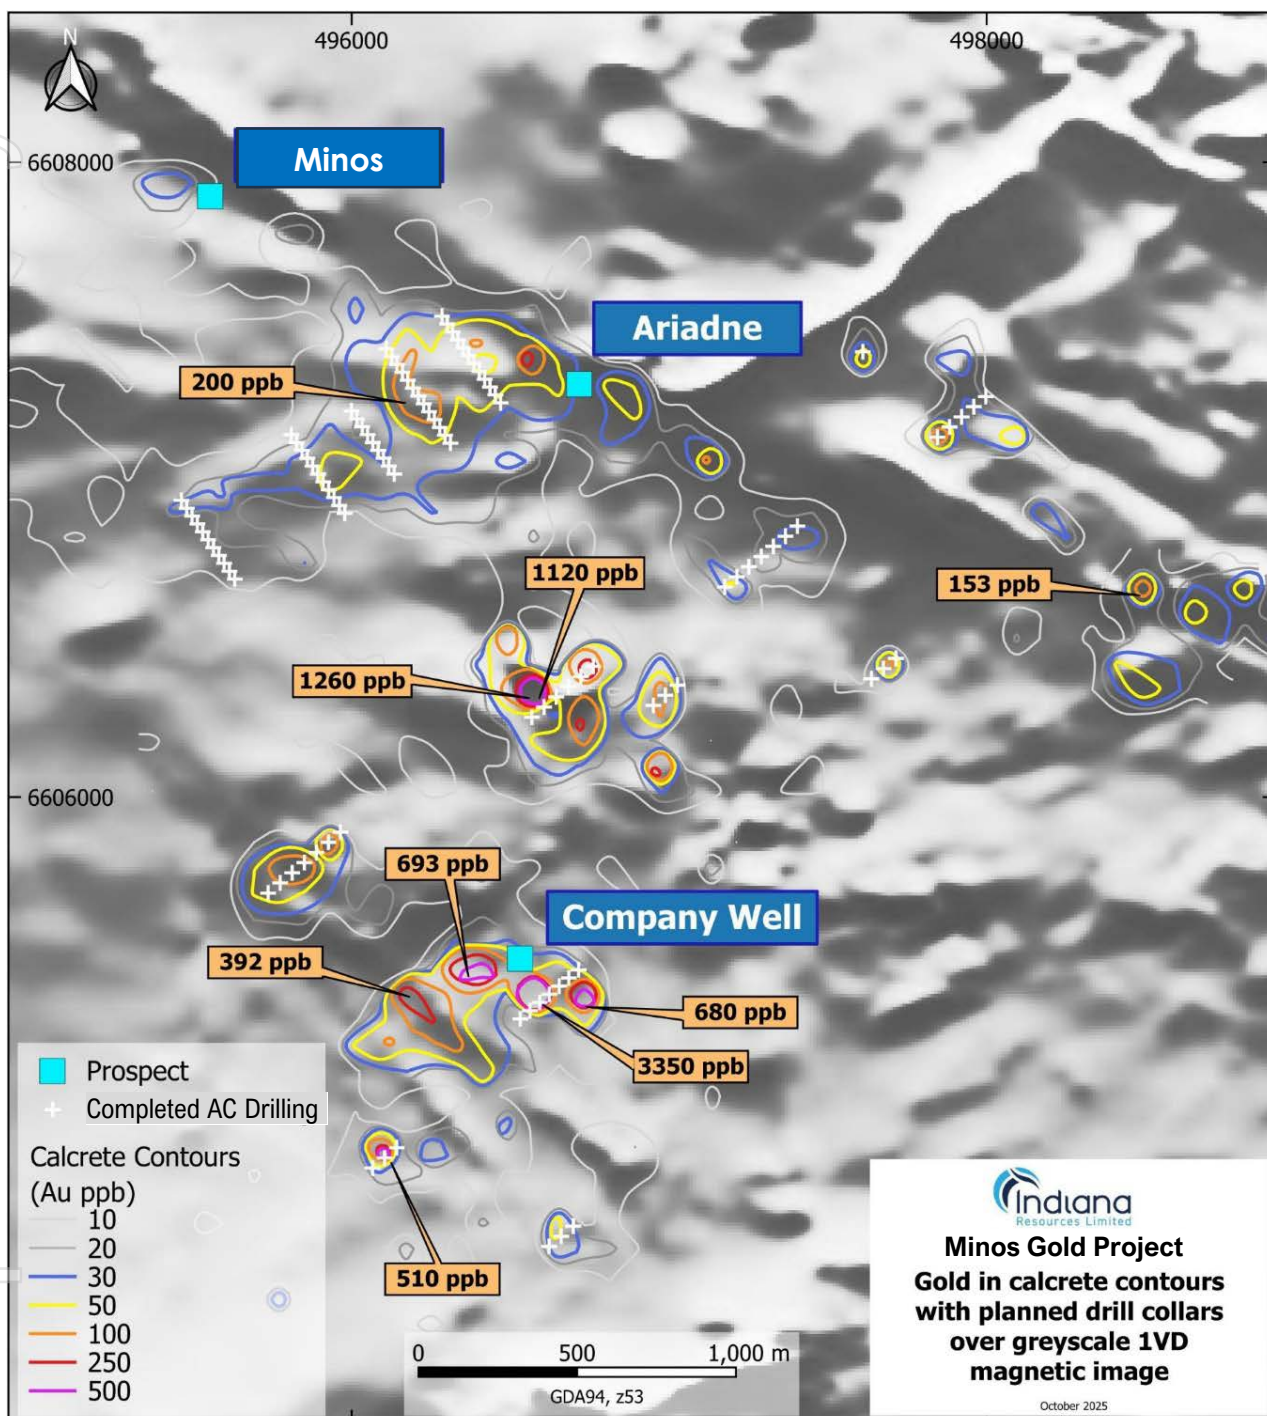 496000
498000
N
6608000
Minos
Ariadne
200 ppb
1120 ppb
153 ppb
1260 ppb
6606000
693 ppb
Company Well
392 ppb
680 ppb
3350 ppb
510 ppb
Prospect
Completed AC Drilling
Calcrete Contours
(Au ppb)
10
20
30
50
100
250
500
0 500 1,000 m
GDA94, z53
Indiana
Resources Limited
Minos Gold Project
Gold in calcrete contours
with planned drill collars
over greyscale 1VD
magnetic image
October 2025